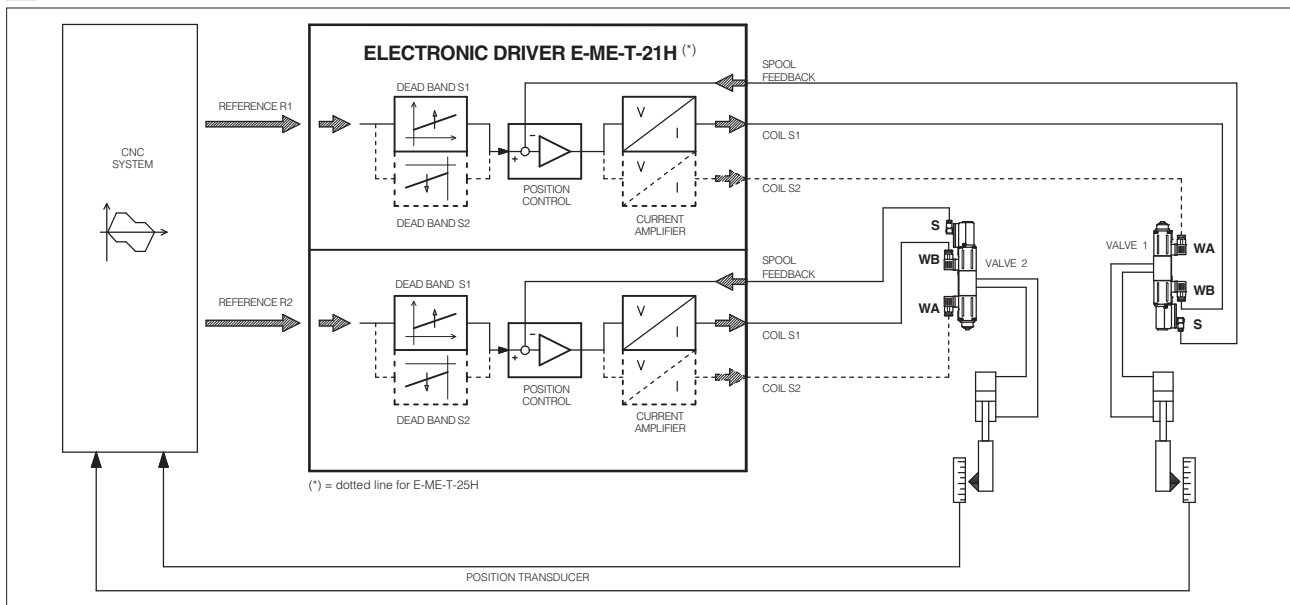 ELECTRONIC DRIVER E-ME-T-21H (*)
CNC
SYSTEM
REFERENCE R1
DEAD BAND S1
V
I
V
I
+
-
POSITION
CONTROL
DEAD BAND S2
CURRENT
AMPLIFIER
SPOOL
FEEDBACK
COIL S1
COIL S2
REFERENCE R2
DEAD BAND S1
V
I
V
I
+
-
POSITION
CONTROL
DEAD BAND S2
CURRENT
AMPLIFIER
SPOOL
FEEDBACK
COIL S1
COIL S2
S
WB
WA
VALVE 2
VALVE 1
WA
WB
S
(*) = dotted line for E-ME-T-25H
POSITION TRANSDUCER